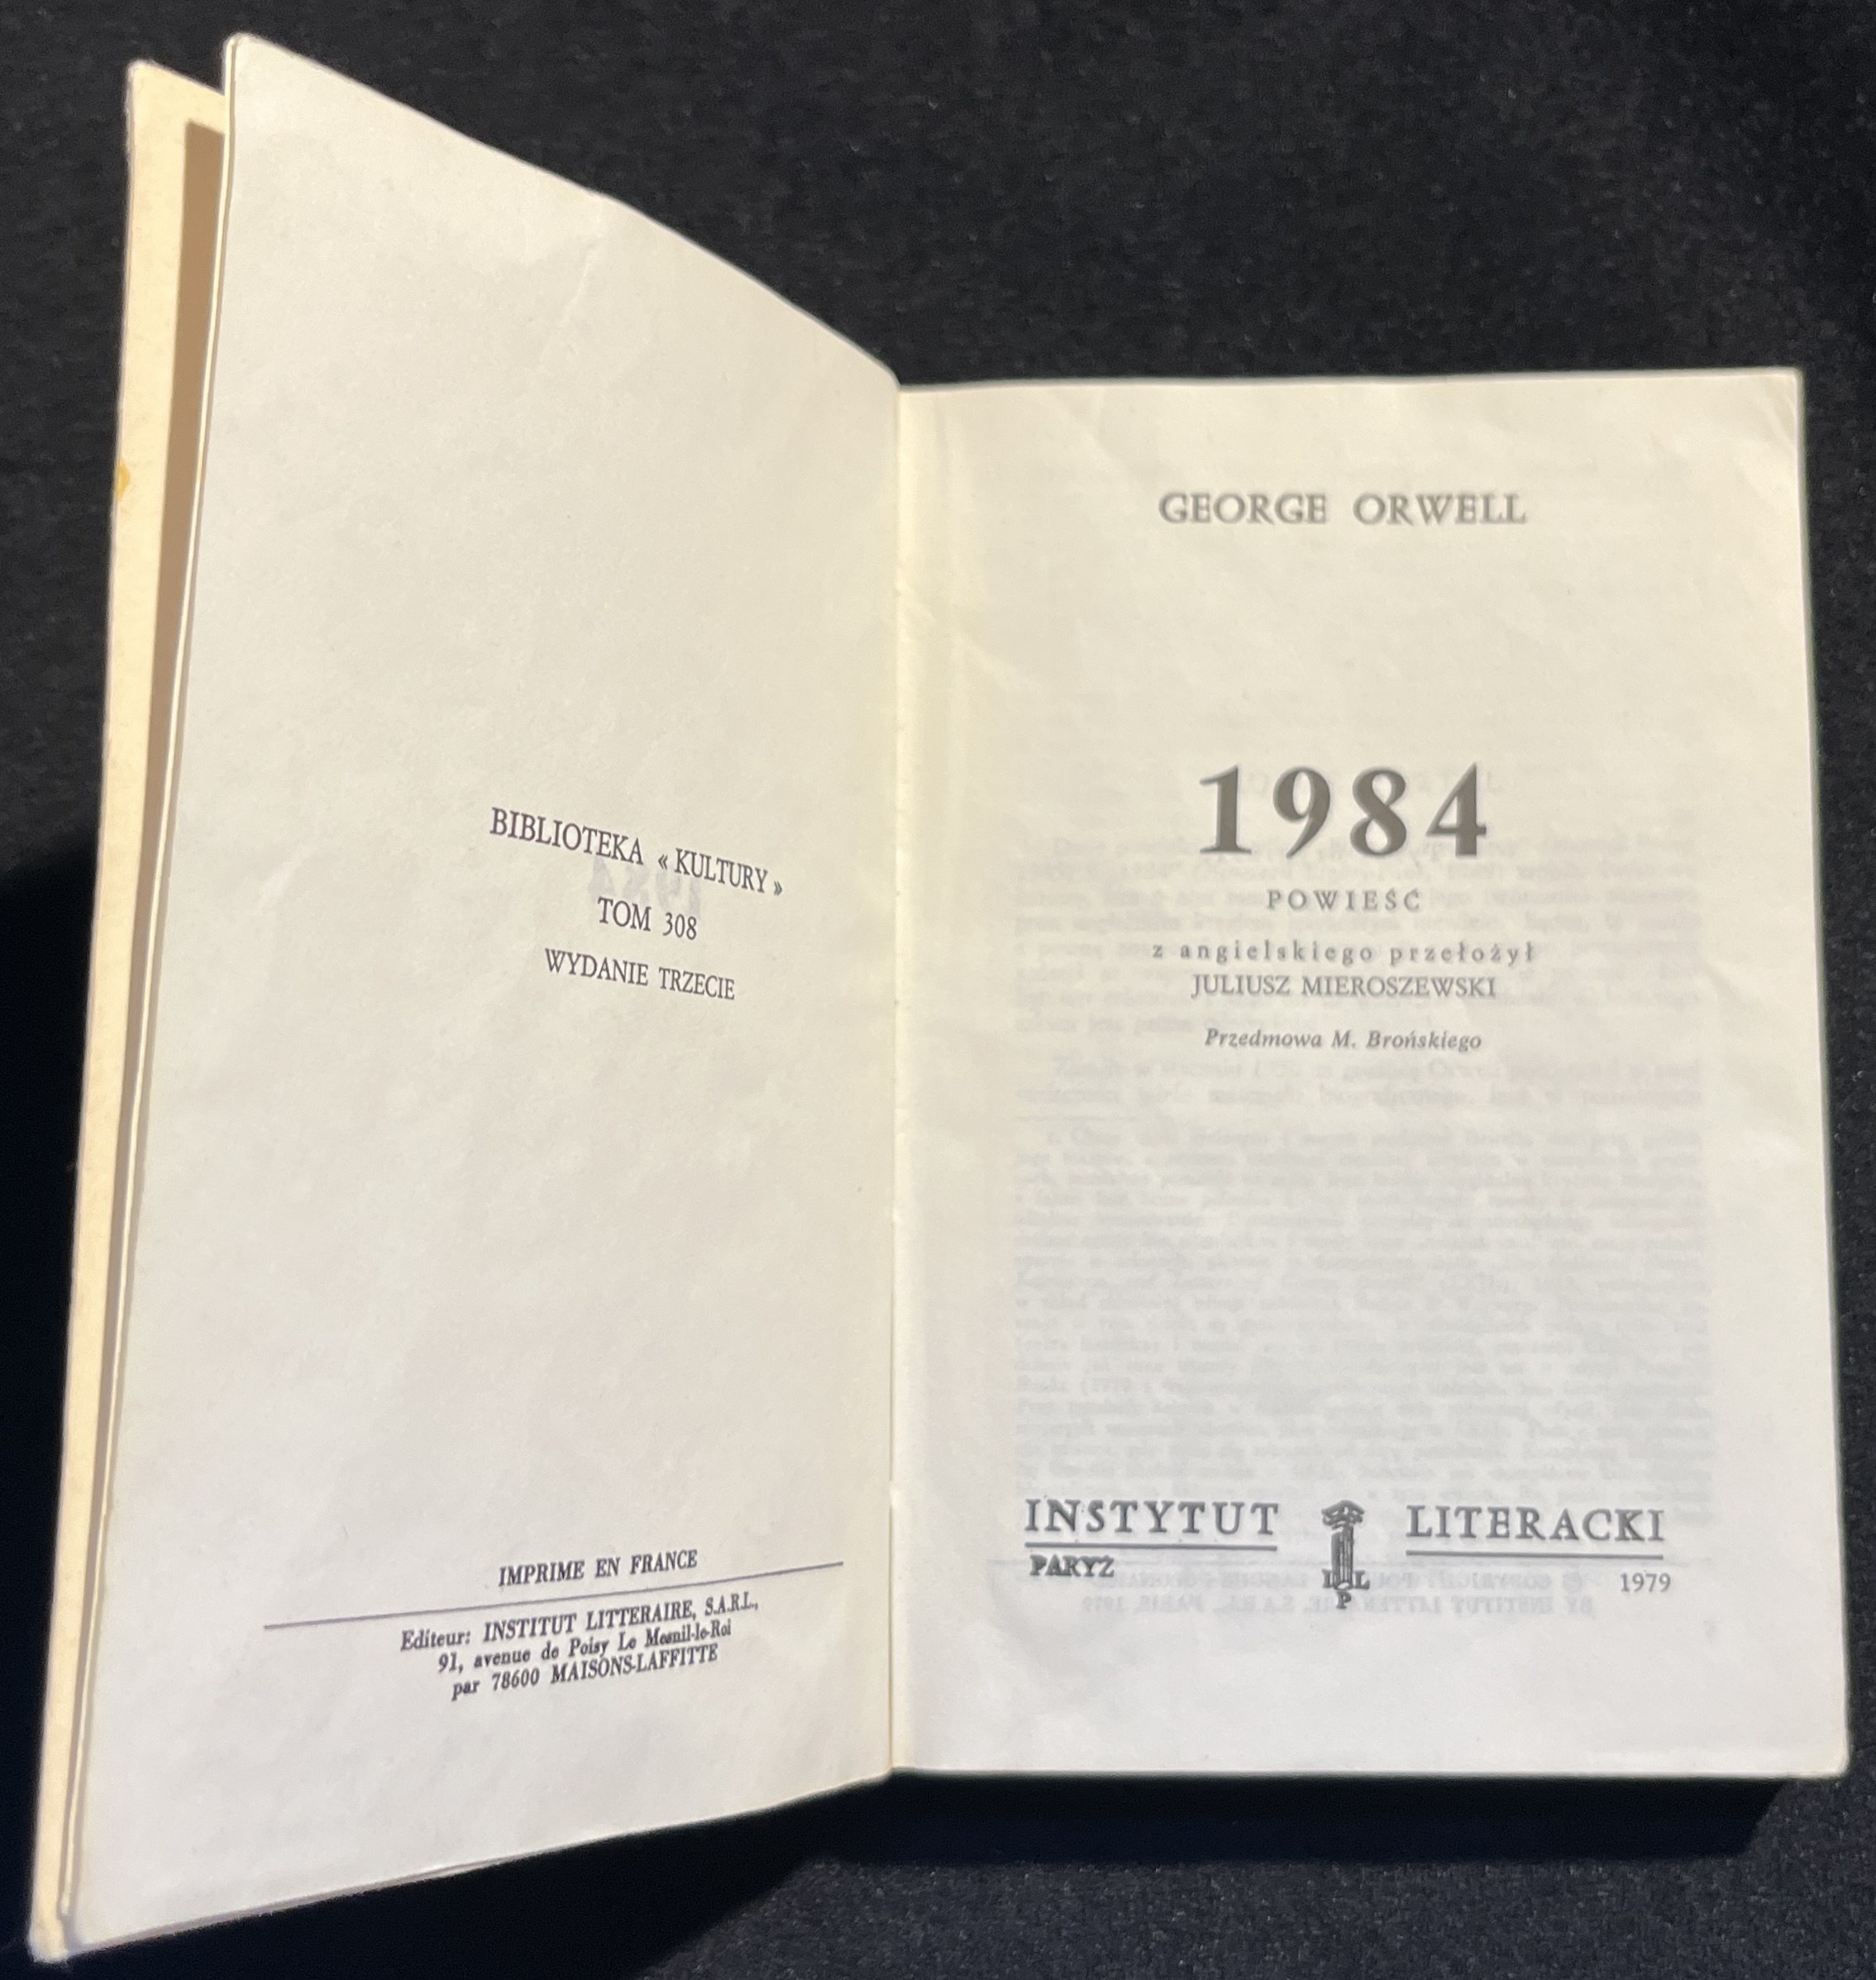 BIBLIOTEKA « KULTURY »
TOM 308
WYDANIE TRZECIE
IMPRIME EN FRANCE
Editeur: INSTITUT LITTERAIRE, S.A.R.L.,
91, avenue de Poisy Le Mesnil-le-Roi
par 78600 MAISONS-LAFFITTE
GEORGE ORWELL
1984
POWIEŚĆ
z angielskiego przełożył
JULIUSZ MIEROSZEWSKI
Przedmowa M. Brońskiego
INSTYTUT LITERACKI
PARYŻ ILP 1979